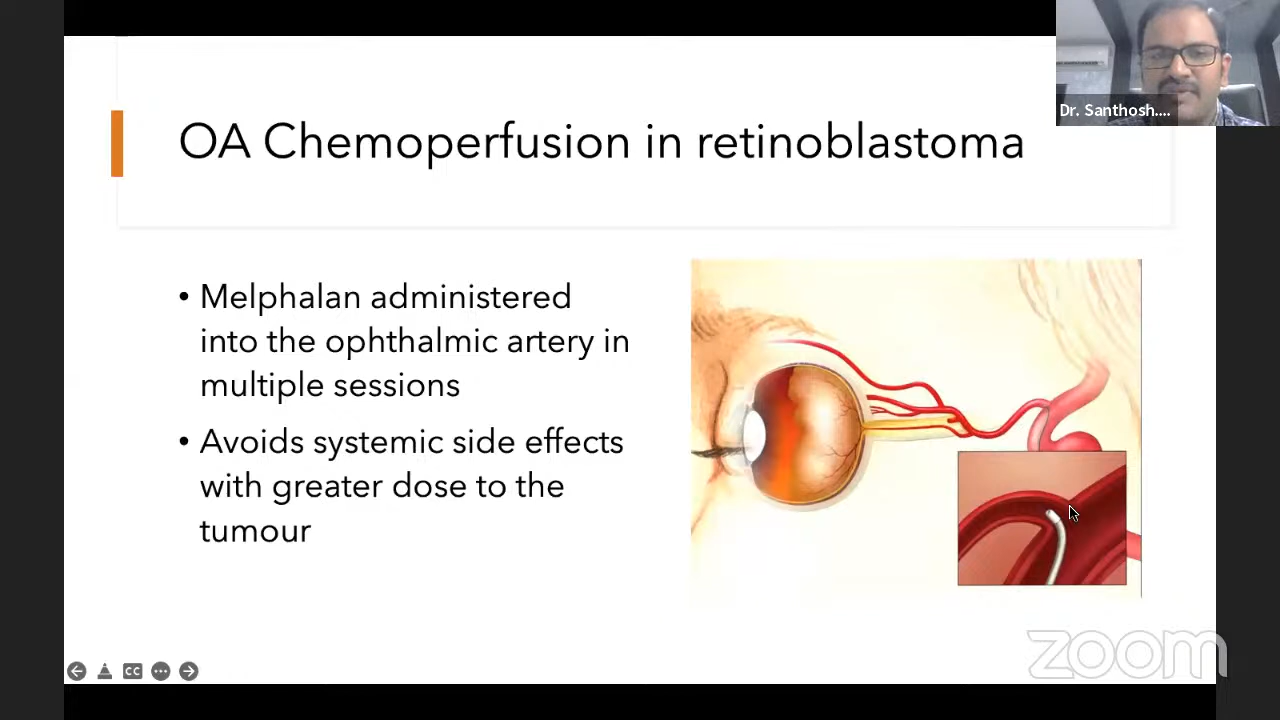 Dr. Santhosh....
OA Chemoperfusion in retinoblastoma
• Melphalan administered
into the ophthalmic artery in
multiple sessions
• Avoids systemic side effects
with greater dose to the
tumour
CC
zoom